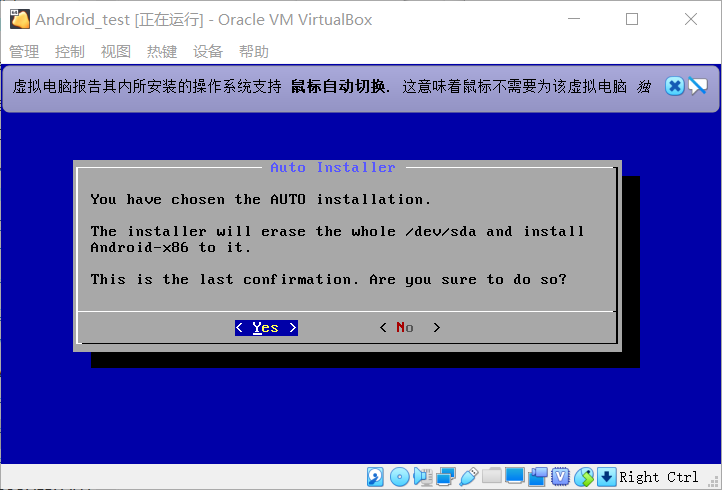 Android_test [正在运行] - Oracle VM VirtualBox
管理 控制 视图 热键 设备 帮助
虚拟电脑报告其内所安装的操作系统支持 鼠标自动切换. 这意味着鼠标不需要为该虚拟电脑 独
Auto Installer
You have chosen the AUTO installation.
The installer will erase the whole /dev/sda and install
Android-x86 to it.
This is the last confirmation. Are you sure to do so?
< Yes > < No >
Right Ctrl